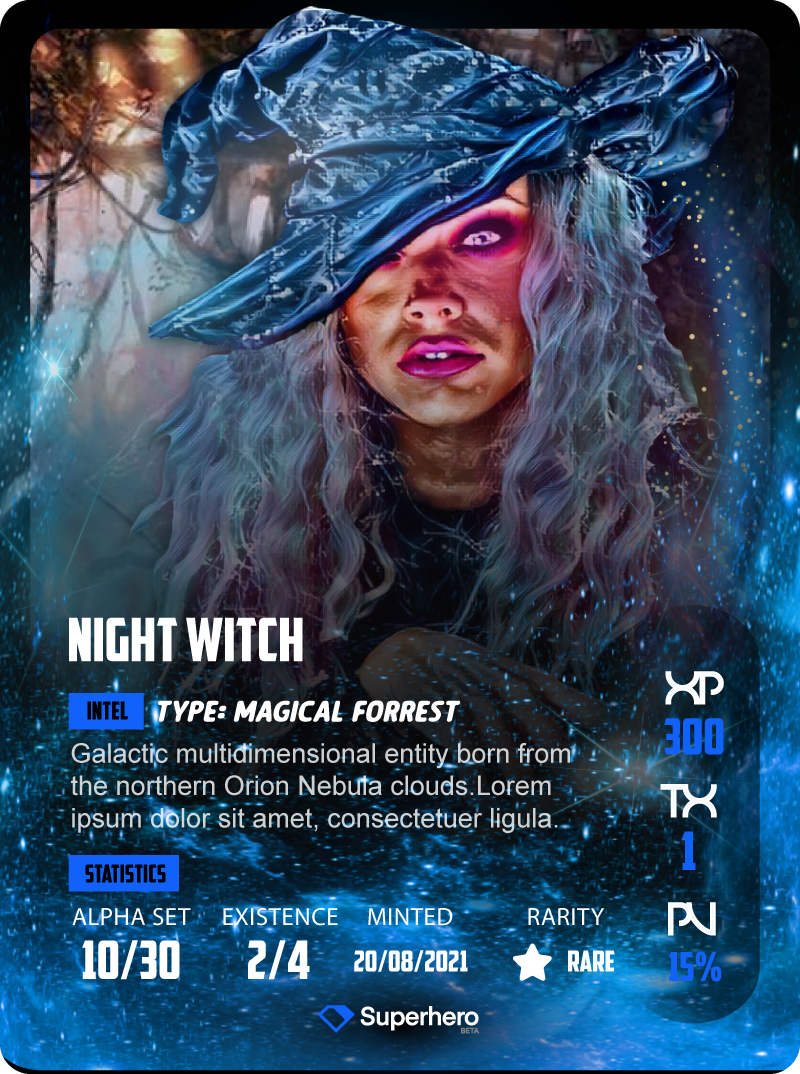 NIGHT WITCH
INTEL TYPE: MAGICAL FORREST
Galactic multidimensional entity born from
the northern Orion Nebula clouds.Lorem
ipsum dolor sit amet, consectetuer ligula.
STATISTICS
ALPHA SET EXISTENCE MINTED RARITY
10/30 2/4 20/08/2021 RARE
XP
300
TX
1
PV
15%
Superhero
BETA